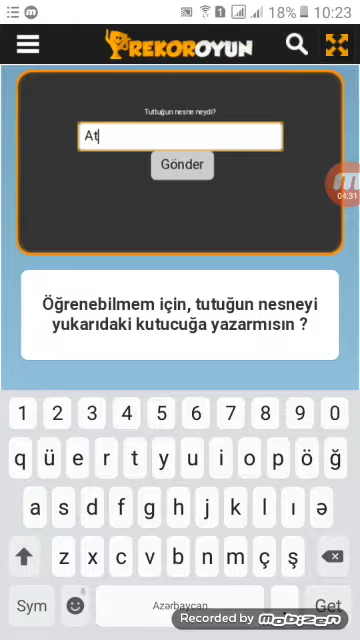 18% 10:23
REKOROYUN
Tuttuğun nesne neydi?
At
Gönder
04:31
Öğrenebilmem için, tutuğun nesneyi
yukarıdaki kutucuğa yazarmısın ?
1 2 3 4 5 6 7 8 9 0
q ü e r t y u i o p ö ğ
a s d f g h j k l ı ə
z x c v b n m ç ş
Sym Azərbaycan Get
Recorded by mobizen